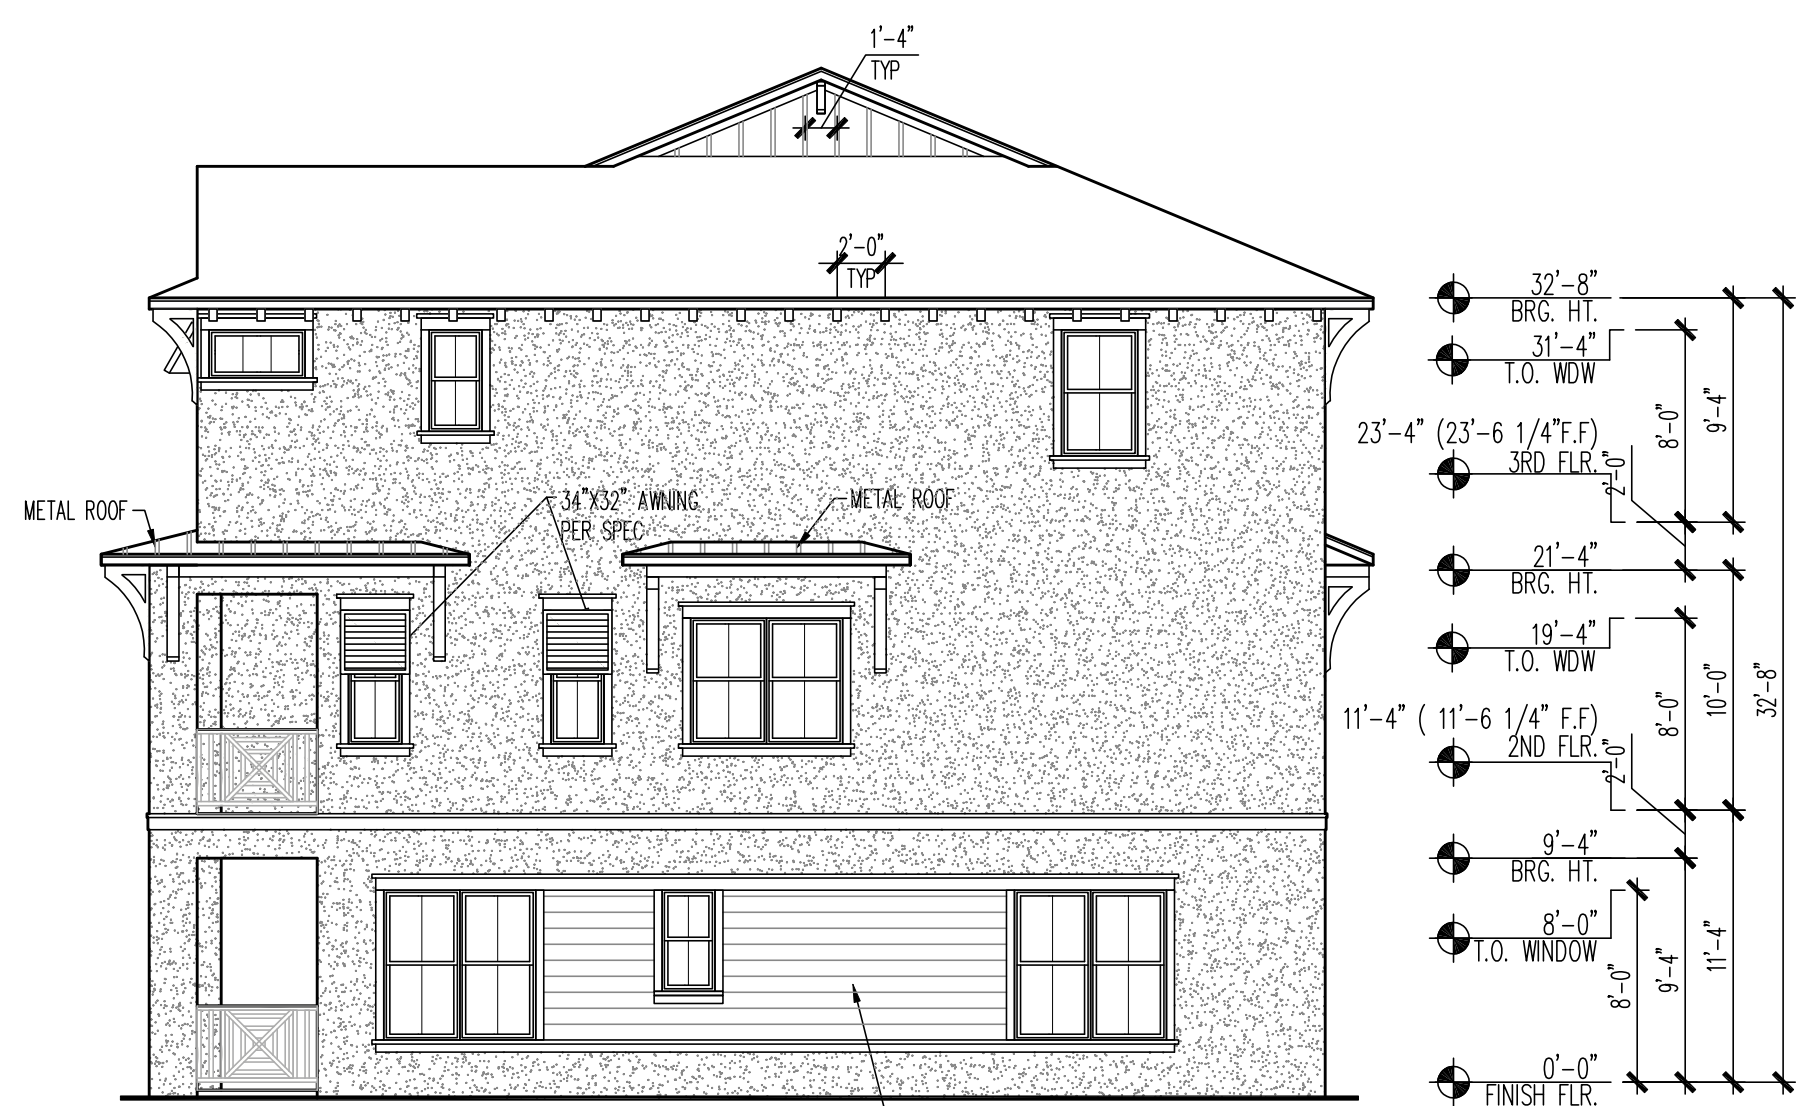 1'-4"
TYP
2'-0"
TYP
32'-8"
BRG. HT.
31'-4"
T.O. WDW
9'-4"
8'-0"
23'-4" (23'-6 1/4"F.F)
3RD FLR.
2'-0"
METAL ROOF
34"X32" AWNING
PER SPEC
METAL ROOF
21'-4"
BRG. HT.
19'-4"
T.O. WDW
8'-0"
10'-0"
32'-8"
11'-4" ( 11'-6 1/4" F.F)
2ND FLR.
2'-0"
9'-4"
BRG. HT.
8'-0"
T.O. WINDOW
8'-0"
9'-4"
11'-4"
0'-0"
FINISH FLR.